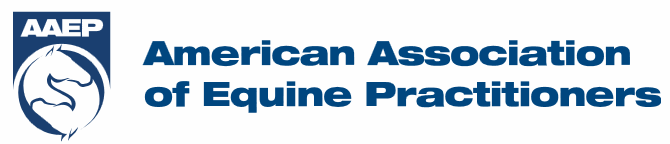 AAEP
American Association
of Equine Practitioners